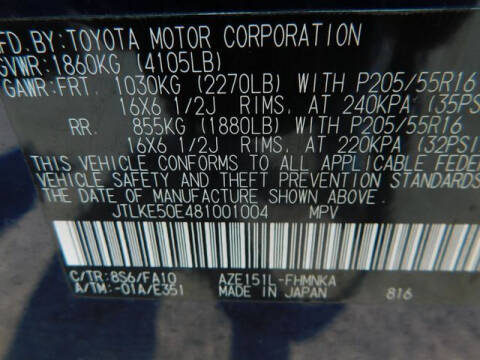 FD. BY: TOYOTA MOTOR CORPORATION
GVWR: 1860KG (4105LB)
GAWR: FRT. 1030KG (2270LB) WITH P205/55R16
16X6 1/2J RIMS, AT 240KPA (35PS
RR. 855KG (1880LB) WITH P205/55R16
16X6 1/2J RIMS, AT 220KPA (32PSI
THIS VEHICLE CONFORMS TO ALL APPLICABLE FEDE
VEHICLE SAFETY AND THEFT PREVENTION STANDARDS
THE DATE OF MANUFACTURE SHOWN ABOVE.
JTLKE50E481001004 MPV
C/TR: 8S6/FA10 AZE151L-FHMNKA
A/TM: -01A/E351 MADE IN JAPAN 816